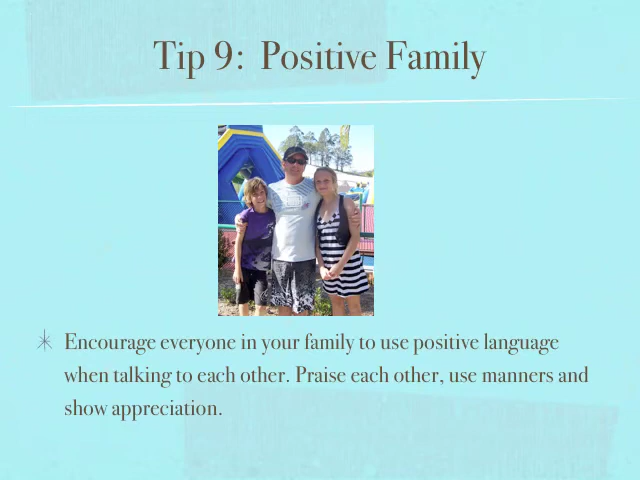 Tip 9: Positive Family
Encourage everyone in your family to use positive language
when talking to each other. Praise each other, use manners and
show appreciation.